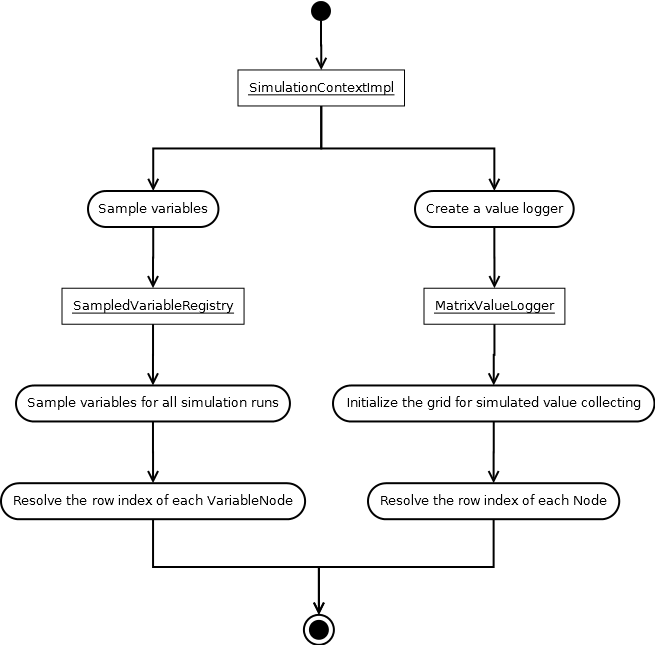 SimulationContextImpl
Sample variables
Create a value logger
SampledVariableRegistry
MatrixValueLogger
Sample variables for all simulation runs
Initialize the grid for simulated value collecting
Resolve the row index of each VariableNode
Resolve the row index of each Node